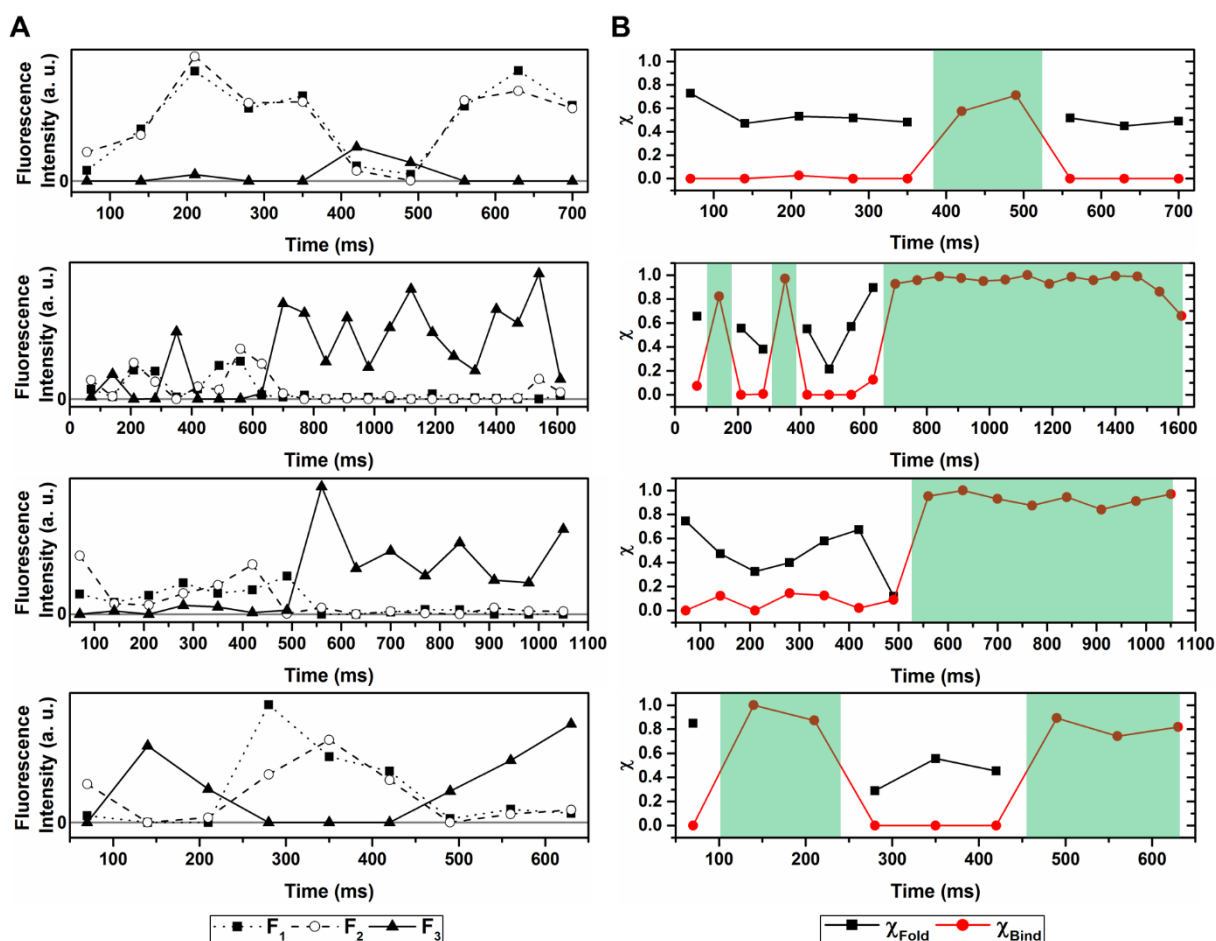 A
B
Fluorescence
Intensity (a. u.)
0
100 200 300 400 500 600 700
Time (ms)
χ
1.0
0.8
0.6
0.4
0.2
0.0
100 200 300 400 500 600 700
Time (ms)
Fluorescence
Intensity (a. u.)
0
0 200 400 600 800 1000 1200 1400 1600
Time (ms)
χ
1.0
0.8
0.6
0.4
0.2
0.0
0 200 400 600 800 1000 1200 1400 1600
Time (ms)
Fluorescence
Intensity (a. u.)
0
100 200 300 400 500 600 700 800 900 1000 1100
Time (ms)
χ
1.0
0.8
0.6
0.4
0.2
0.0
100 200 300 400 500 600 700 800 900 1000 1100
Time (ms)
Fluorescence
Intensity (a. u.)
0
100 200 300 400 500 600
Time (ms)
χ
1.0
0.8
0.6
0.4
0.2
0.0
100 200 300 400 500 600
Time (ms)
F1 F2 F3
χFold χBind